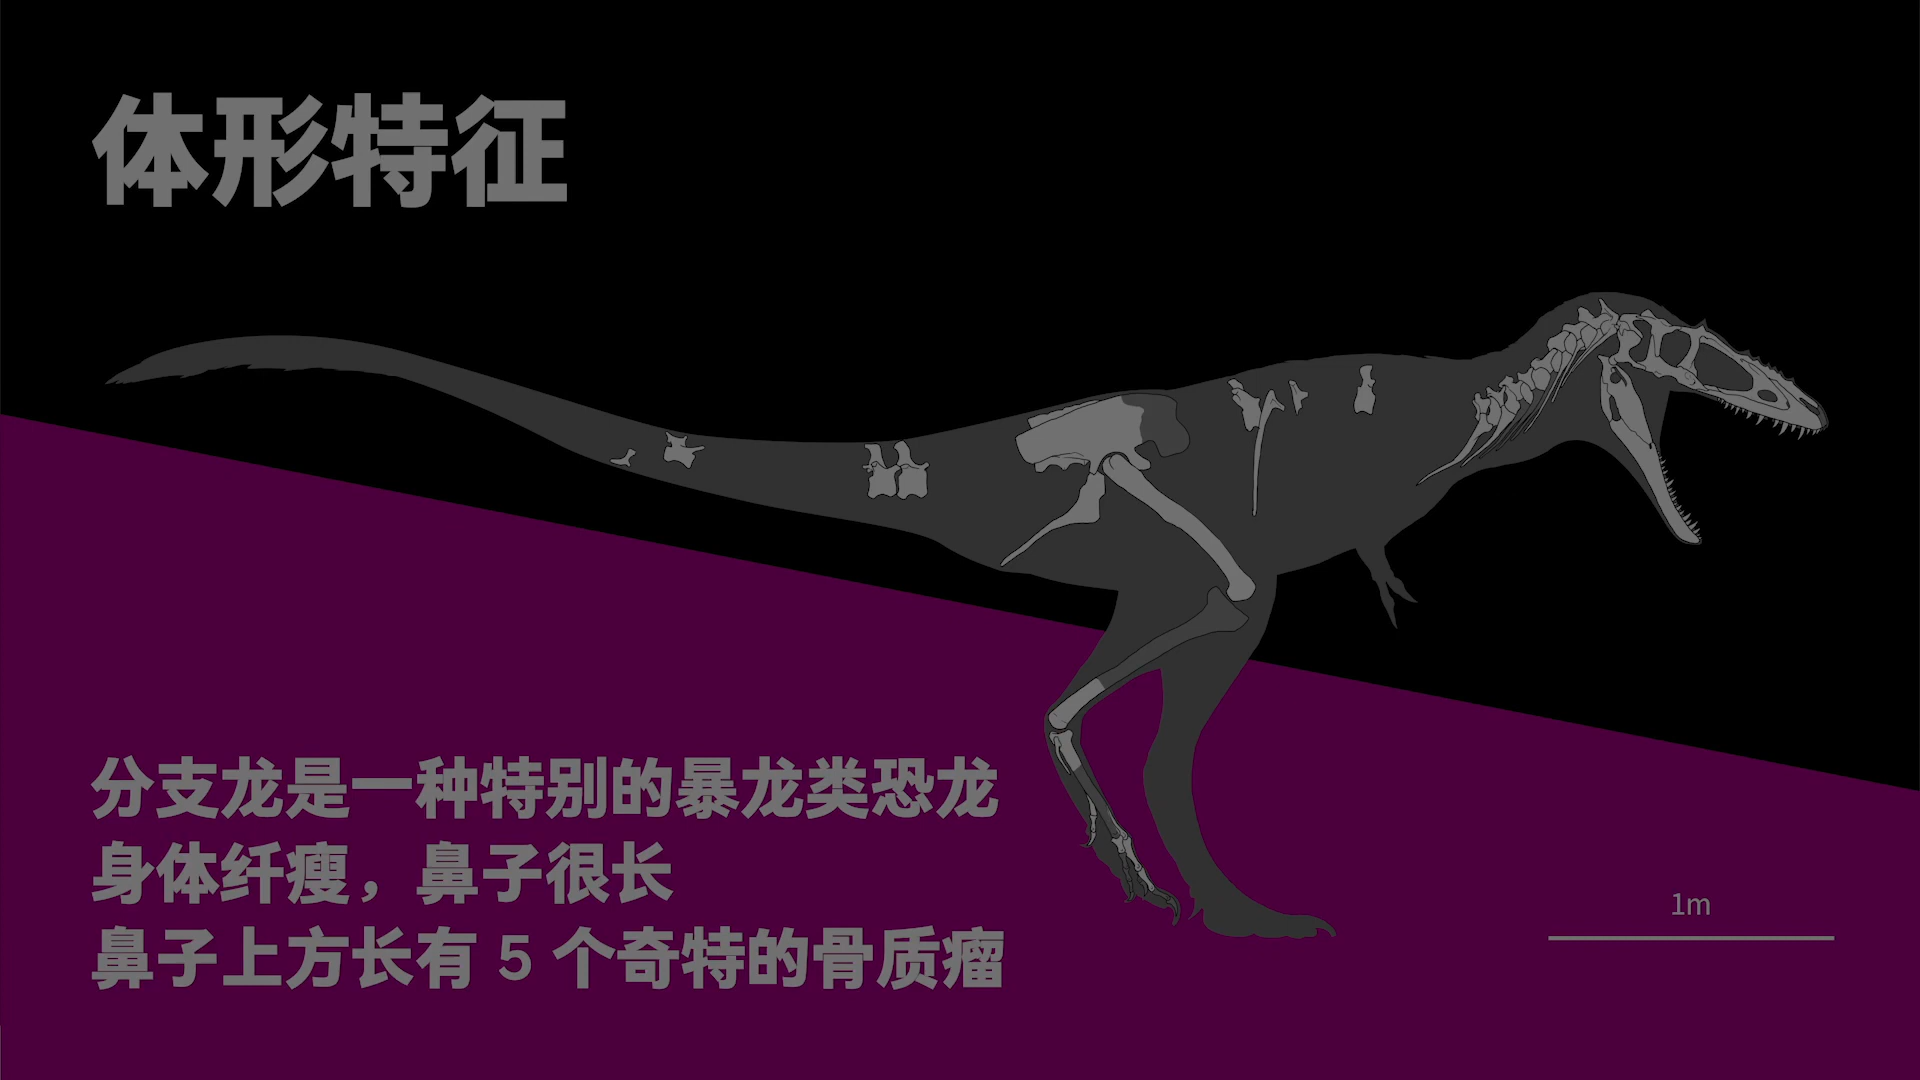 体形特征
分支龙是一种特别的暴龙类恐龙
身体纤瘦，鼻子很长
鼻子上方长有 5 个奇特的骨质瘤
1m